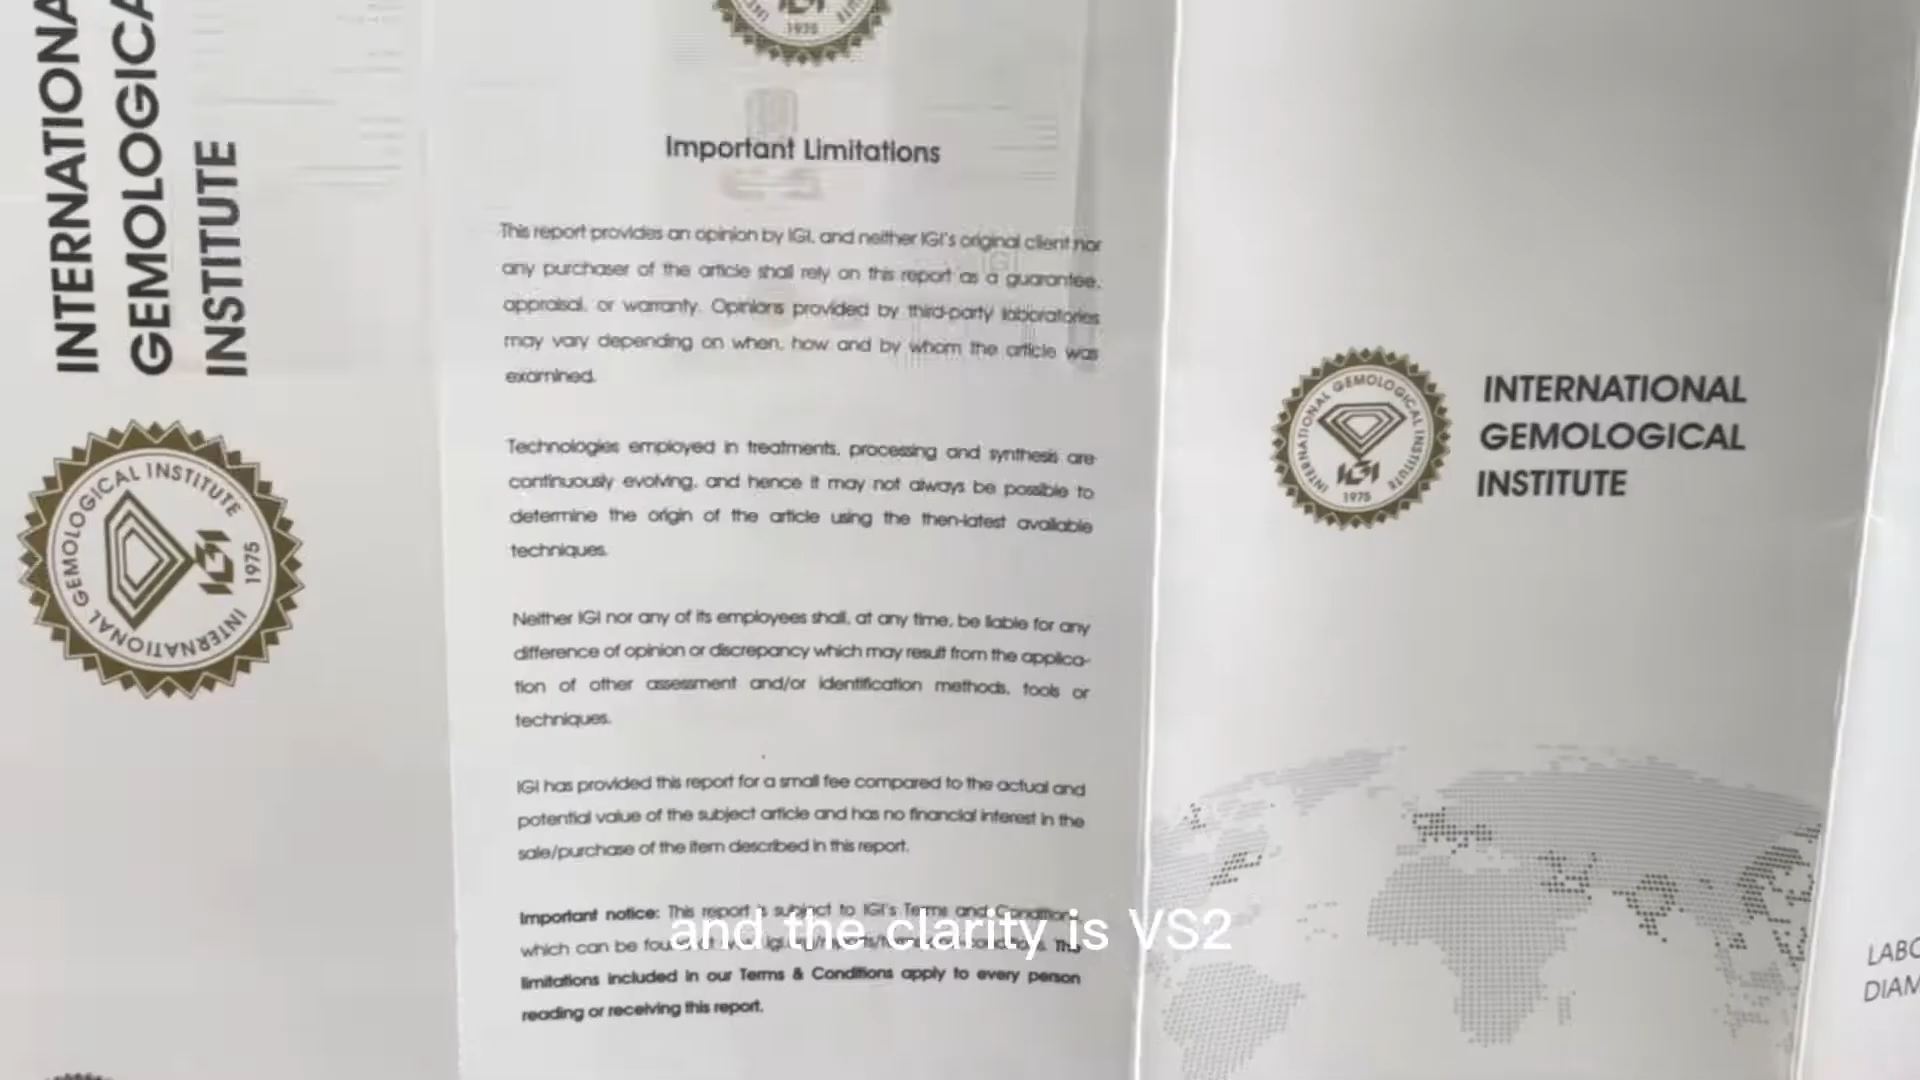 INTERNATIONA
GEMOLOGICA
INSTITUTE
INTERNATIONAL GEMOLOGICAL INSTITUTE
IGI
1975
1975
Important Limitations
This report provides an opinion by IGI, and neither IGI's original client nor
any purchaser of the article shall rely on this report as a guarantee,
appraisal, or warranty. Opinions provided by third-party laboratories
may vary depending on when, how and by whom the article was
examined.
Technologies employed in treatments, processing and synthesis are
continuously evolving, and hence it may not always be possible to
determine the origin of the article using the then-latest available
techniques.
Neither IGI nor any of its employees shall, at any time, be liable for any
difference of opinion or discrepancy which may result from the applica-
tion of other assessment and/or identification methods, tools or
techniques.
IGI has provided this report for a small fee compared to the actual and
potential value of the subject article and has no financial interest in the
sale/purchase of the item described in this report.
Important notice: This report is subject to IGI's Terms and Conditions,
which can be The
limitations included in our Terms & Conditions apply to every person
reading or receiving this report.
INTERNATIONAL GEMOLOGICAL INSTITUTE
IGI
1975
INTERNATIONAL
GEMOLOGICAL
INSTITUTE
LABO
DIAM
and the clarity is VS2